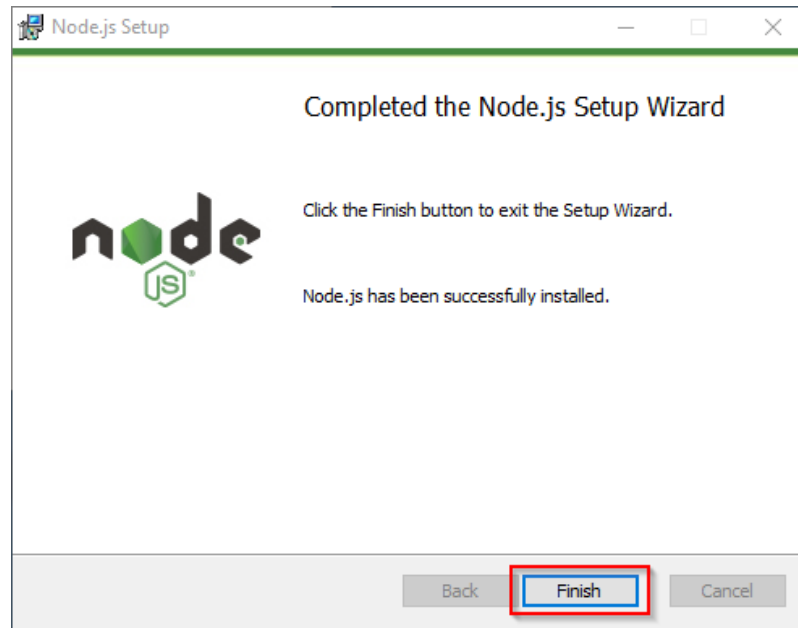 Node.js Setup
Completed the Node.js Setup Wizard
Click the Finish button to exit the Setup Wizard.
node
JS®
Node.js has been successfully installed.
Back Finish Cancel